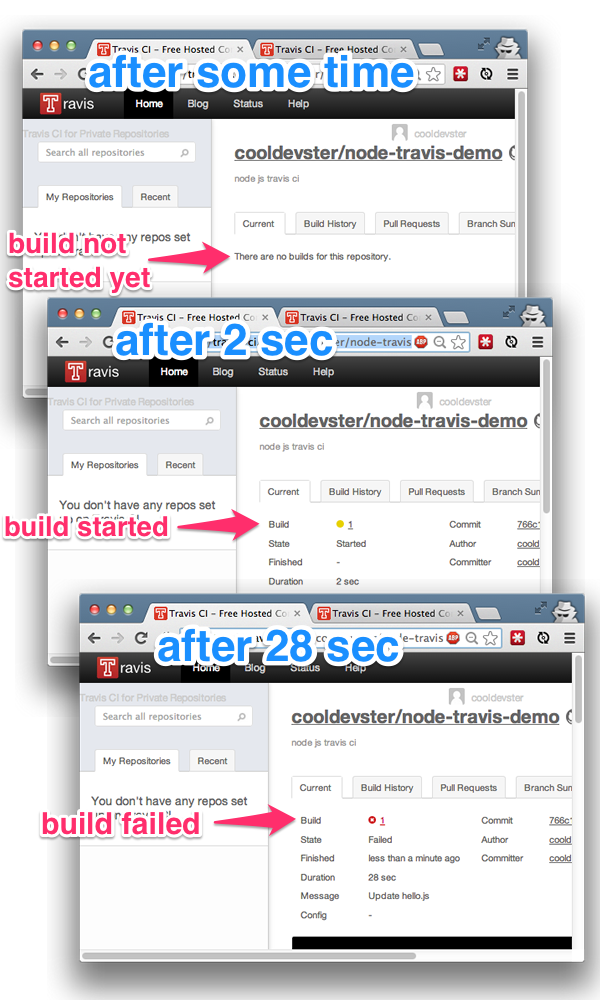 Travis CI - Free Hosted Co
Travis CI - Free Hosted Co
after some time
Travis
Home
Blog
Status
Help
Travis CI for Private Repositories
Search all repositories
cooldevster
cooldevster/node-travis-demo
node js travis ci
My Repositories
Recent
Current
Build History
Pull Requests
Branch Sum
You don't have any repos set
There are no builds for this repository.
build not
started yet
Travis CI - Free Hosted Co
Travis CI - Free Hosted Co
after 2 sec
er/node-travis
ABP
Travis
Home
Blog
Status
Help
Travis CI for Private Repositories
Search all repositories
cooldevster
cooldevster/node-travis-demo
node js travis ci
My Repositories
Recent
Current
Build History
Pull Requests
Branch Sum
You don't have any repos set
build started
Build
1
Commit
766c
State
Started
Author
coold
Finished
-
Committer
coold
Duration
2 sec
Travis CI - Free Hosted Co
Travis CI - Free Hosted Co
after 28 sec
node-travis
ABP
Travis
Home
Blog
Status
Help
Travis CI for Private Repositories
Search all repositories
cooldevster
cooldevster/node-travis-demo
node js travis ci
My Repositories
Recent
Current
Build History
Pull Requests
Branch Sum
You don't have any repos set
build failed
Build
1
Commit
766c
State
Failed
Author
coold
Finished
less than a minute ago
Committer
coold
Duration
28 sec
Message
Update hello.js
Config
-